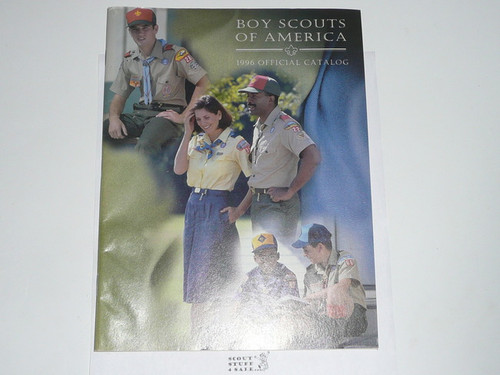 BOY SCOUTS
OF AMERICA
1996 OFFICIAL CATALOG
SCOUT
STUFF
4 SALE